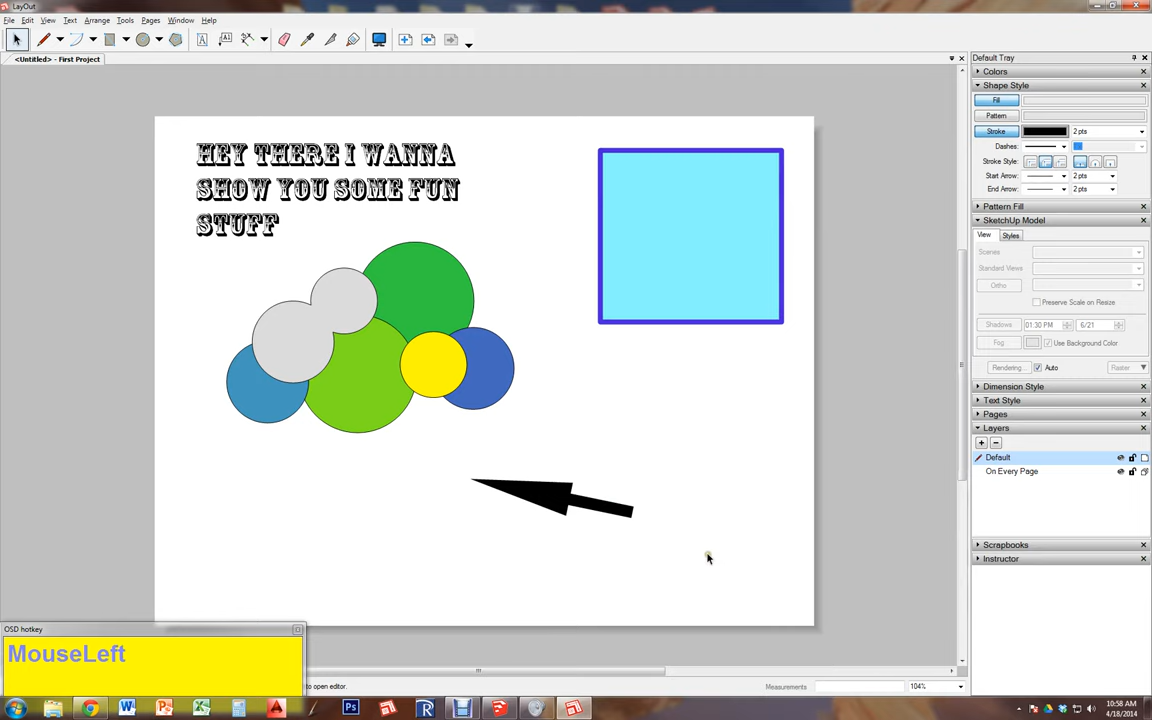 LayOut
File Edit View Text Arrange Tools Pages Window Help
<Untitled> - First Project
HEY THERE I WANNA
SHOW YOU SOME FUN
STUFF
Default Tray
Colors
Shape Style
Fill
Pattern
Stroke 2 pts
Dashes:
Stroke Style:
Start Arrow: 2 pts
End Arrow: 2 pts
Pattern Fill
SketchUp Model
View Styles
Scenes
Standard Views
Ortho
Preserve Scale on Resize
Shadows 01:30 PM 6/21
Fog Use Background Color
Rendering... Auto Raster
Dimension Style
Text Style
Pages
Layers
Default
On Every Page
Scrapbooks
Instructor
OSD hotkey
MouseLeft
to open editor.
Measurements 104%
10:58 AM
4/18/2014